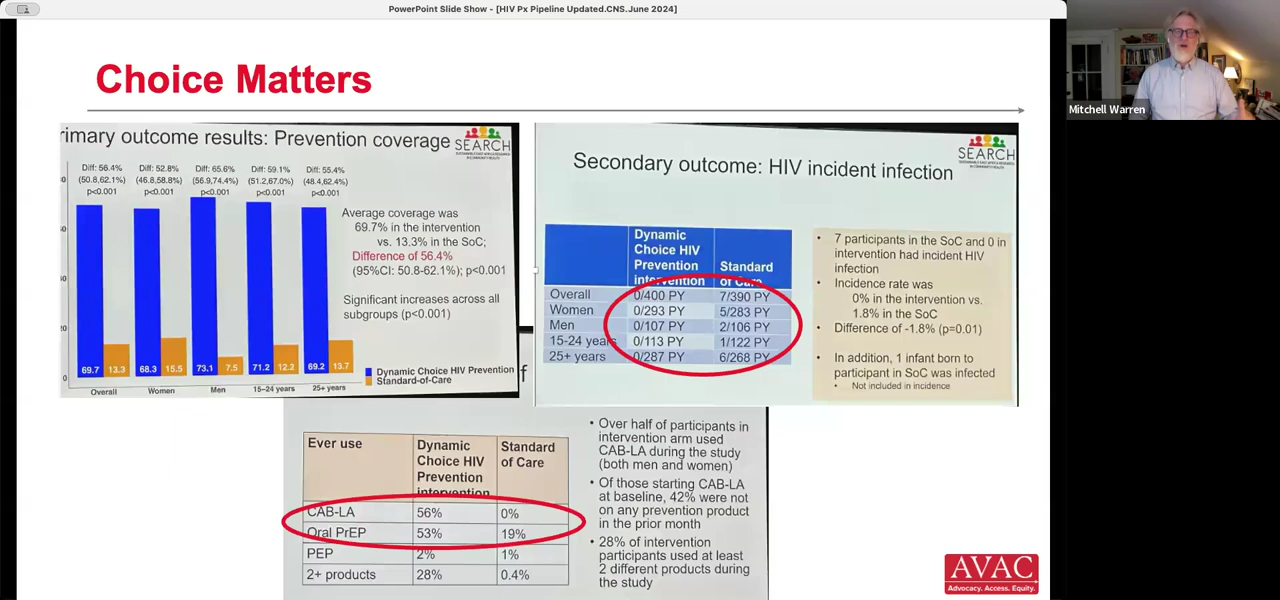 PowerPoint Slide Show - [HIV Px Pipeline Updated.CNS.June 2024]
Mitchell Warren
Choice Matters
rimary outcome results: Prevention coverage
SEARCH
Diff: 56.4%
(50.8,62.1%)
p<0.001
Diff: 52.8%
(46.8,58.8%)
p<0.001
Diff: 65.6%
(56.9,74.4%)
p<0.001
Diff: 59.1%
(51.2,67.0%)
p<0.001
Diff: 55.4%
(48.4,62.4%)
p<0.001
Average coverage was
69.7% in the intervention
vs. 13.3% in the SoC;
Difference of 56.4%
(95%CI: 50.8-62.1%); p<0.001
Significant increases across all
subgroups (p<0.001)
20
0
69.7 13.3 68.3 15.5 73.1 7.5 71.2 12.2 69.2 13.7
Overall Women Men 15-24 years 25+ years
Dynamic Choice HIV Prevention
Standard-of-Care
f
Secondary outcome: HIV incident infection
SEARCH
Dynamic
Choice HIV
Prevention
intervention
Standard
of Care
Overall 0/400 PY 7/390 PY
Women 0/293 PY 5/283 PY
Men 0/107 PY 2/106 PY
15-24 years 0/113 PY 1/122 PY
25+ years 0/287 PY 6/268 PY
• 7 participants in the SoC and 0 in
intervention had incident HIV
infection
• Incidence rate was
0% in the intervention vs.
1.8% in the SoC
• Difference of -1.8% (p=0.01)
• In addition, 1 infant born to
participant in SoC was infected
• Not included in incidence
Ever use
Dynamic
Choice HIV
Prevention
intervention
Standard
of Care
CAB-LA 56% 0%
Oral PrEP 53% 19%
PEP 2% 1%
2+ products 28% 0.4%
• Over half of participants in
intervention arm used
CAB-LA during the study
(both men and women)
• Of those starting CAB-LA
at baseline, 42% were not
on any prevention product
in the prior month
• 28% of intervention
participants used at least
2 different products during
the study
AVAC
Advocacy. Access. Equity.